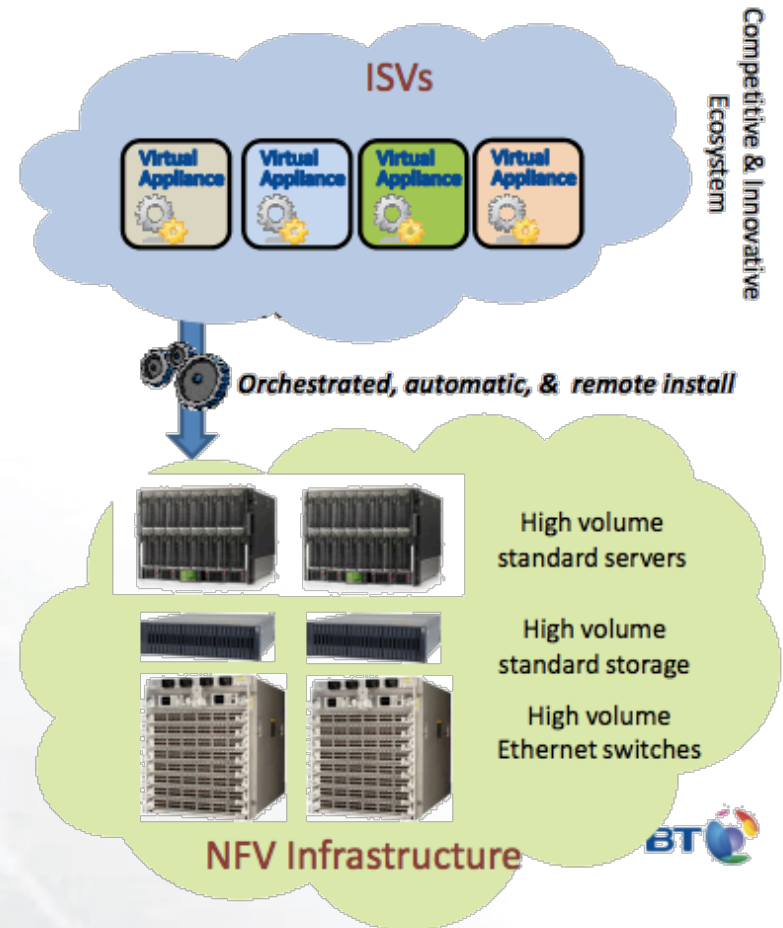 ISVs
Virtual
Appliance
Virtual
Appliance
Virtual
Appliance
Virtual
Appliance
Competitive & Innovative
Ecosystem
Orchestrated, automatic, & remote install
High volume
standard servers
High volume
standard storage
High volume
Ethernet switches
NFV Infrastructure
BT